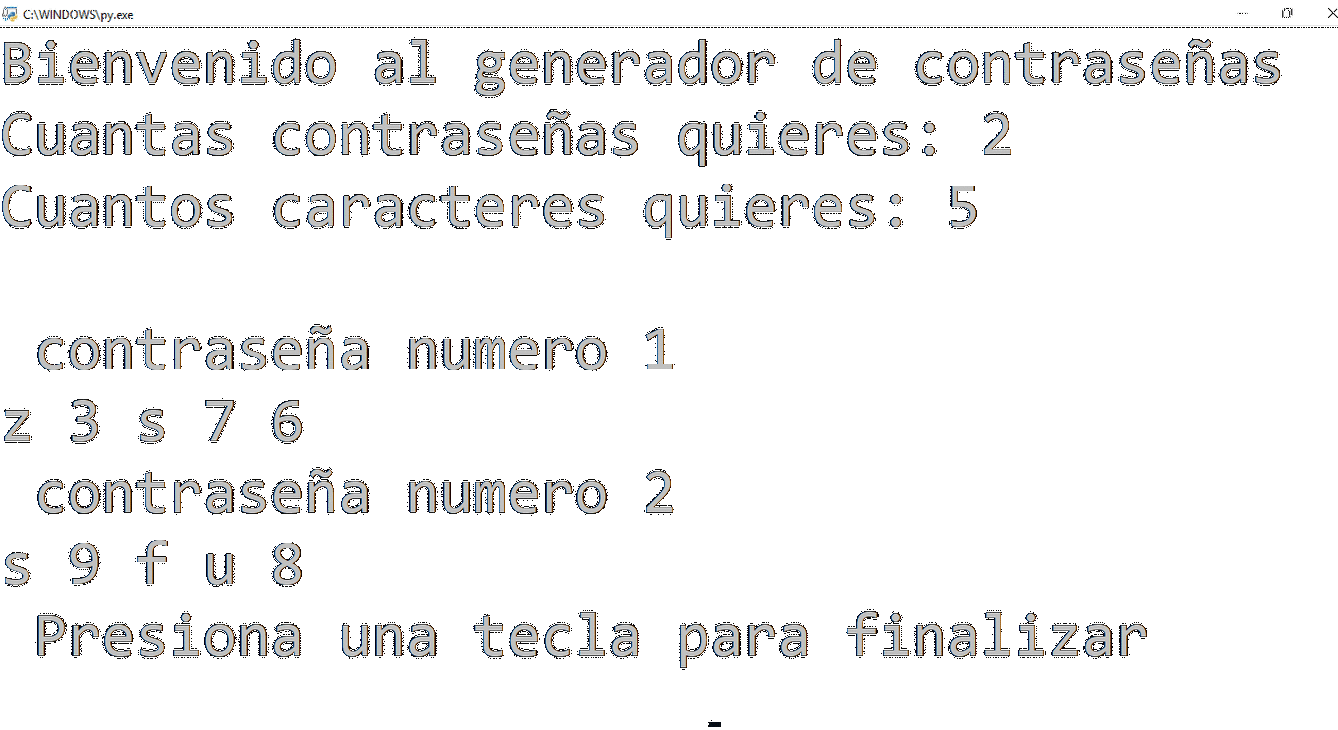 C:\WINDOWS\py.exe
Bienvenido al generador de contraseñas
Cuantas contraseñas quieres: 2
Cuantos caracteres quieres: 5
contraseña numero 1
z 3 s 7 6
contraseña numero 2
s 9 f u 8
Presiona una tecla para finalizar